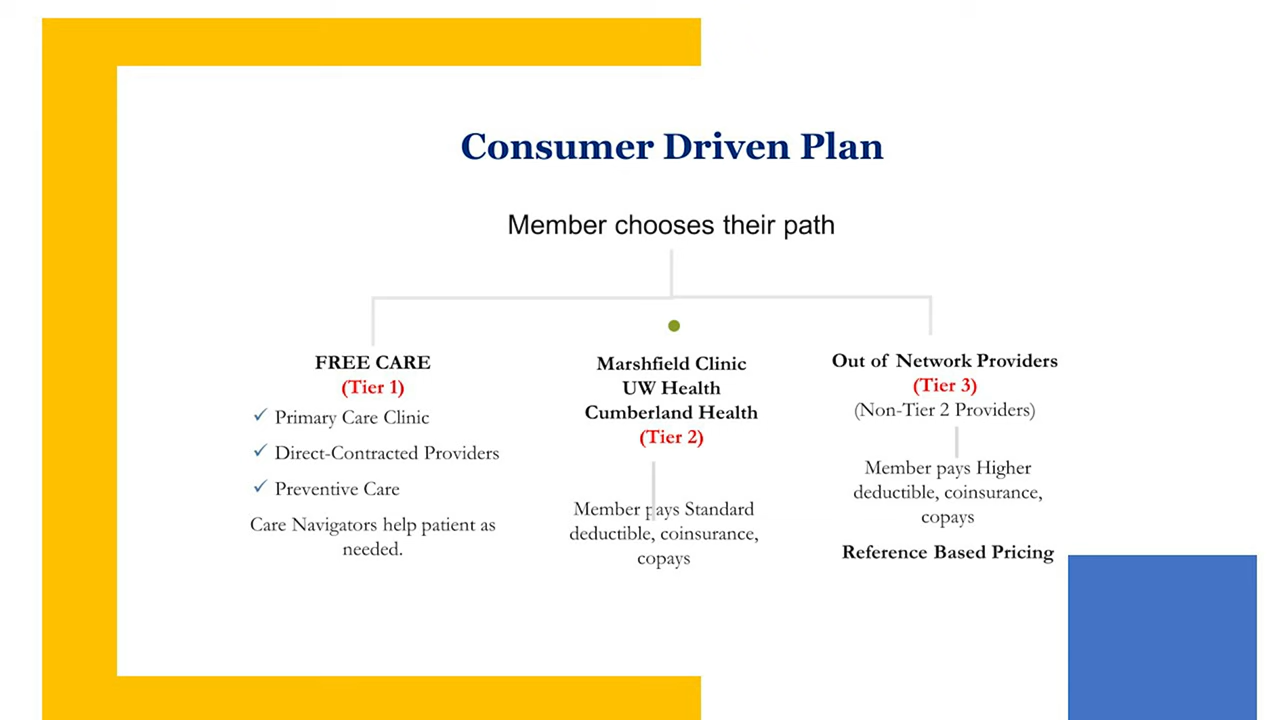 Consumer Driven Plan
Member chooses their path
FREE CARE
(Tier 1)
✓ Primary Care Clinic
✓ Direct-Contracted Providers
✓ Preventive Care
Care Navigators help patient as
needed.
Marshfield Clinic
UW Health
Cumberland Health
(Tier 2)
Member pays Standard
deductible, coinsurance,
copays
Out of Network Providers
(Tier 3)
(Non-Tier 2 Providers)
Member pays Higher
deductible, coinsurance,
copays
Reference Based Pricing